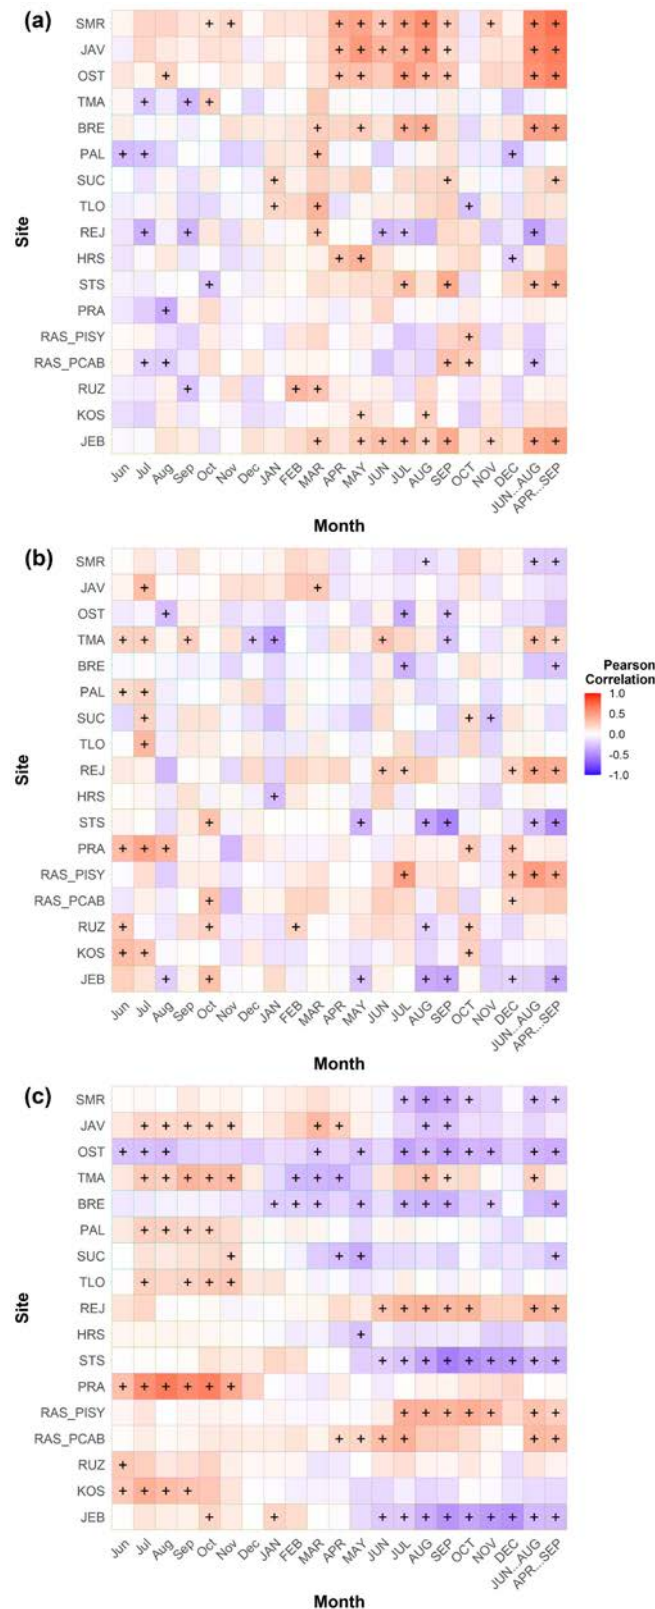 (a)
SMR
JAV
OST
TMA
BRE
PAL
SUC
TLO
REJ
HRS
STS
PRA
RAS_PISY
RAS_PCAB
RUZ
KOS
JEB
Site
Jun Jul Aug Sep Oct Nov Dec JAN FEB MAR APR MAY JUN JUL AUG SEP OCT NOV DEC JUN...AUG APR...SEP
Month
(b)
SMR
JAV
OST
TMA
BRE
PAL
SUC
TLO
REJ
HRS
STS
PRA
RAS_PISY
RAS_PCAB
RUZ
KOS
JEB
Site
Jun Jul Aug Sep Oct Nov Dec JAN FEB MAR APR MAY JUN JUL AUG SEP OCT NOV DEC JUN...AUG APR...SEP
Month
Pearson
Correlation
1.0
0.5
0.0
-0.5
-1.0
(c)
SMR
JAV
OST
TMA
BRE
PAL
SUC
TLO
REJ
HRS
STS
PRA
RAS_PISY
RAS_PCAB
RUZ
KOS
JEB
Site
Jun Jul Aug Sep Oct Nov Dec JAN FEB MAR APR MAY JUN JUL AUG SEP OCT NOV DEC JUN...AUG APR...SEP
Month